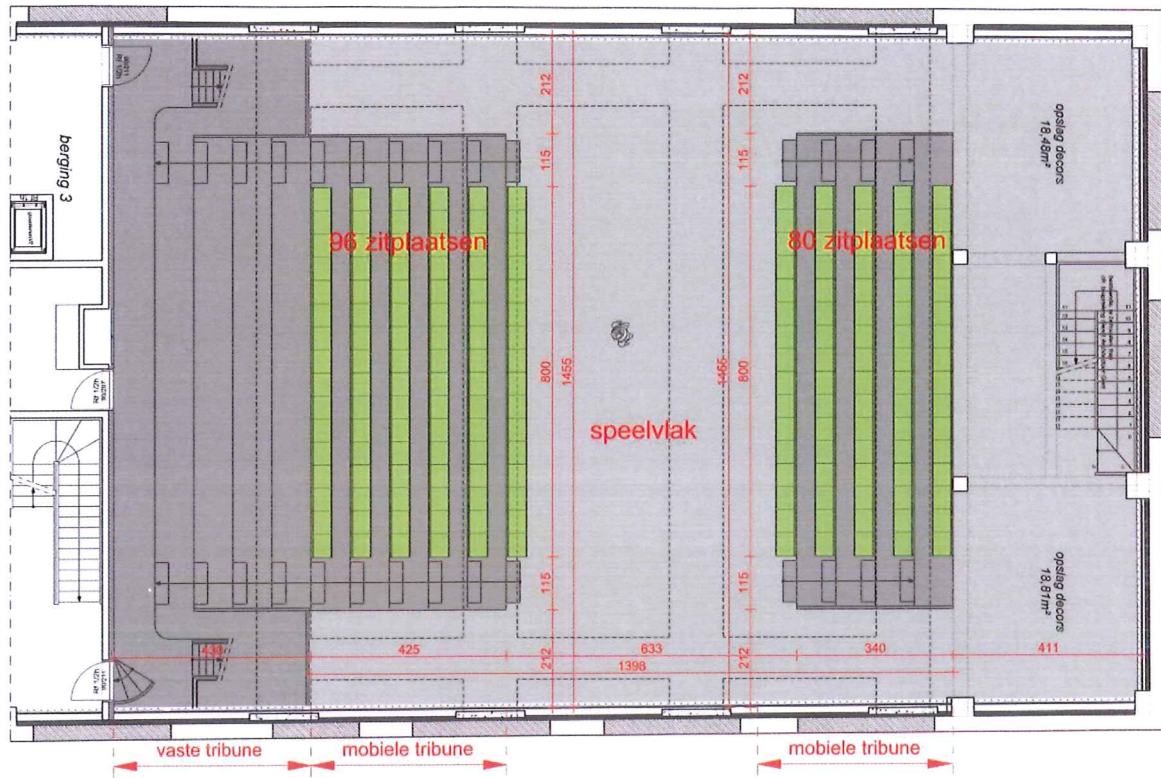 berging 3
96 zitplaatsen
80 zitplaatsen
speelvlak
opslag decors
18,48m²
opslag decors
18,81m²
212
115
800
1455
115
212
212
115
1455
800
115
212
430
425
633
340
411
1398
vaste tribune
mobiele tribune
mobiele tribune